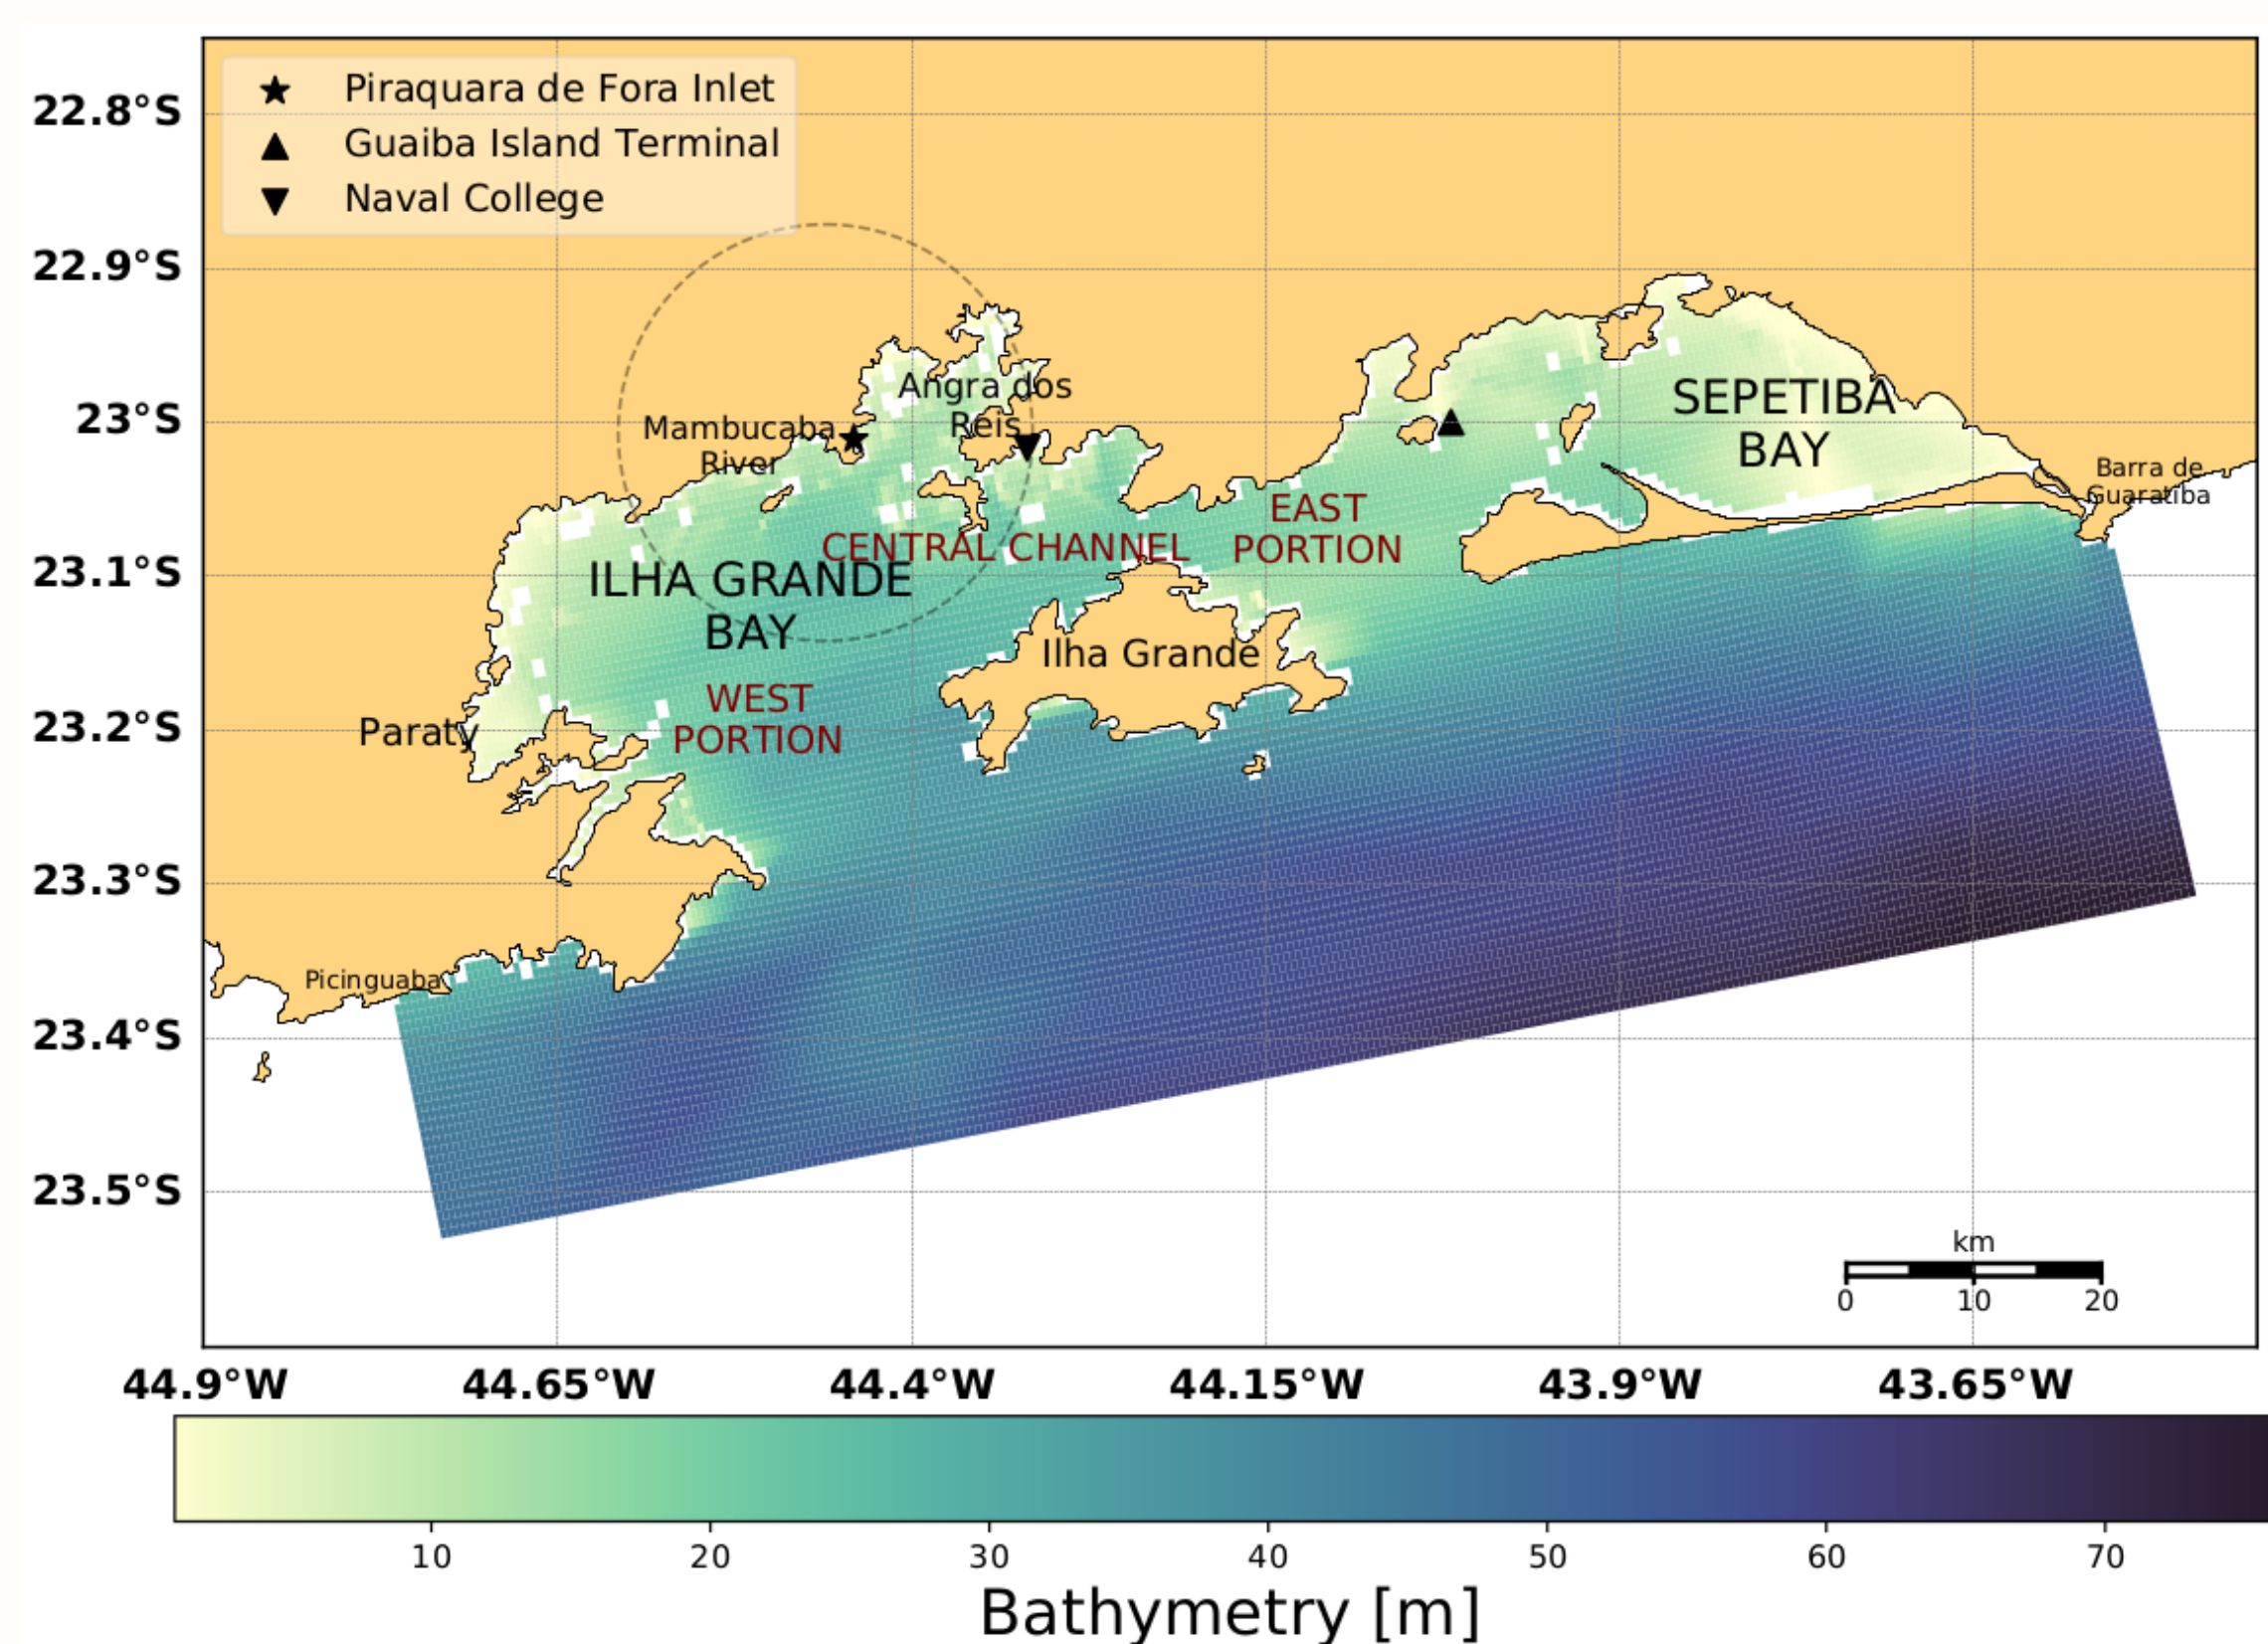 Piraquara de Fora Inlet
Guaiba Island Terminal
Naval College
22.8°S
22.9°S
23°S
23.1°S
23.2°S
23.3°S
23.4°S
23.5°S
Angra dos
Reis
Mambucaba
River
SEPETIBA
BAY
Barra de
Guaratiba
EAST
PORTION
CENTRAL CHANNEL
ILHA GRANDE
BAY
Ilha Grande
WEST
PORTION
Paraty
Picinguaba
km
0 10 20
44.9°W 44.65°W 44.4°W 44.15°W 43.9°W 43.65°W
10 20 30 40 50 60 70
Bathymetry [m]